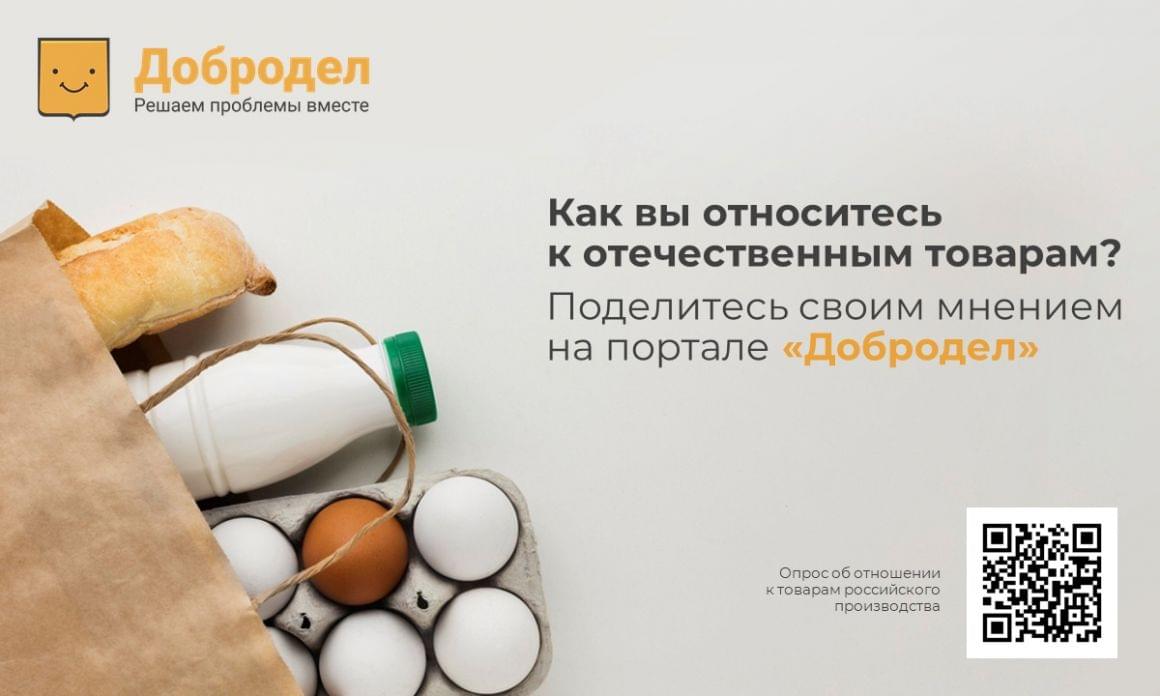 Добродел
Решаем проблемы вместе
Как вы относитесь
к отечественным товарам?
Поделитесь своим мнением
на портале «Добродел»
Опрос об отношении
к товарам российского
производства